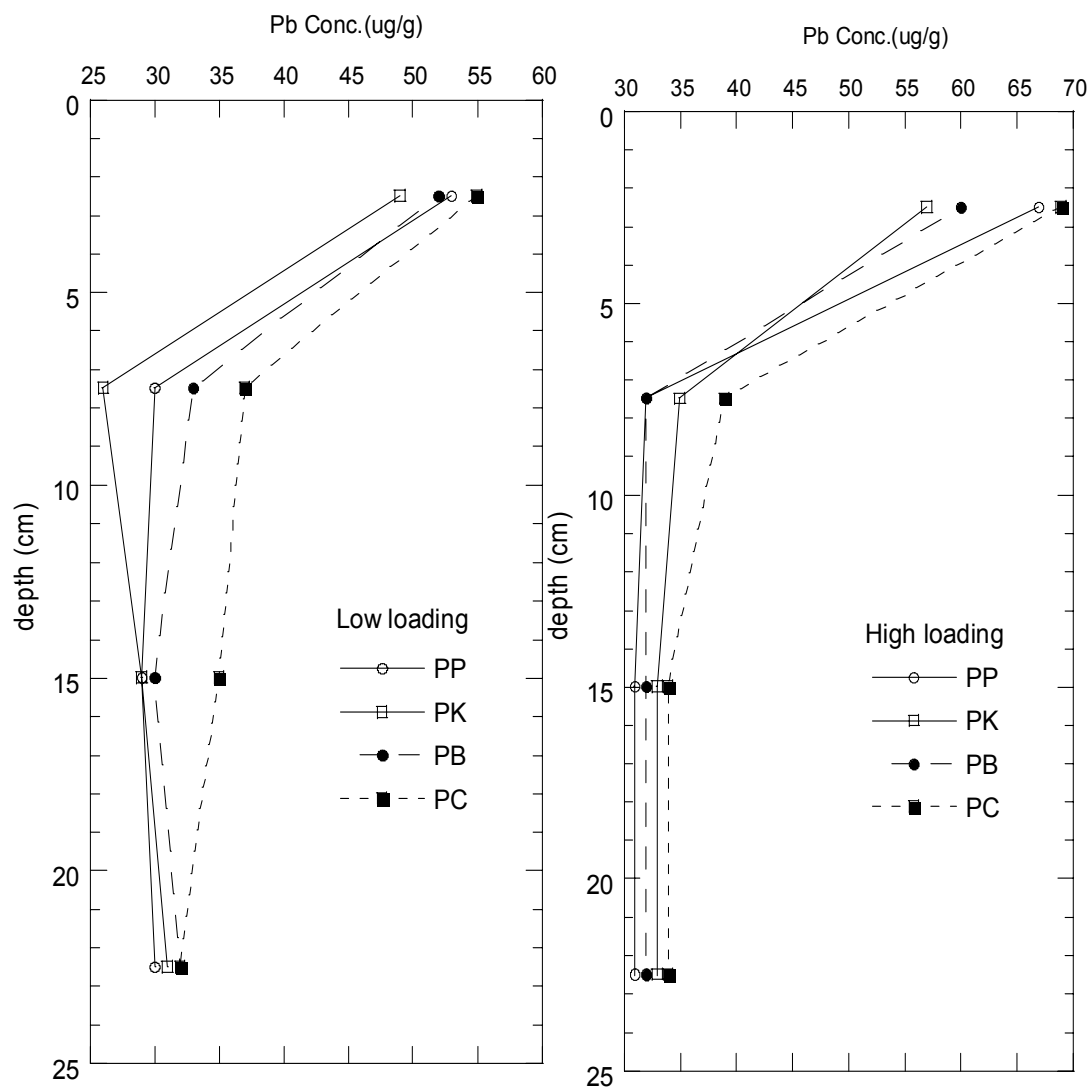 Pb Conc.(ug/g)
25 30 35 40 45 50 55 60
0
5
10
15
20
25
depth (cm)
Low loading
PP
PK
PB
PC
Pb Conc.(ug/g)
30 35 40 45 50 55 60 65 70
0
5
10
15
20
25
depth (cm)
High loading
PP
PK
PB
PC